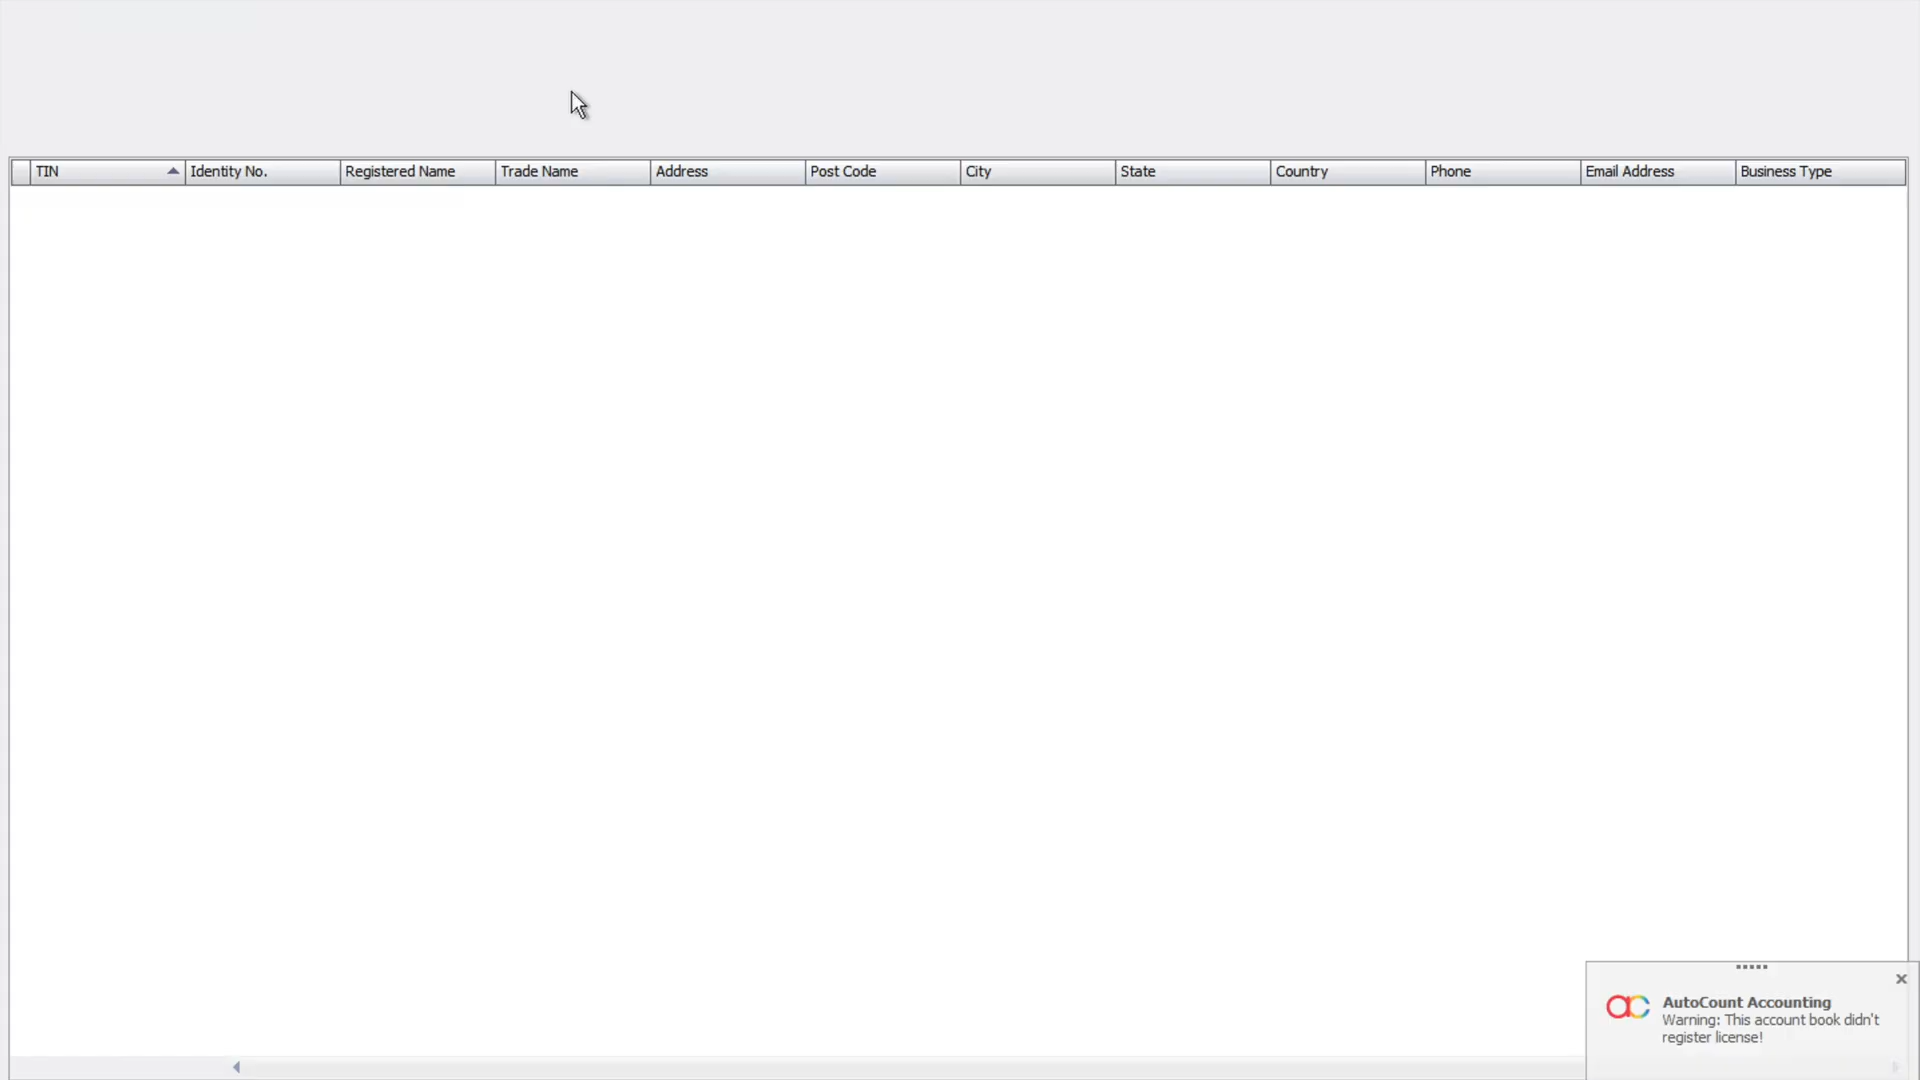 TIN Identity No. Registered Name Trade Name Address Post Code City State Country Phone Email Address Business Type
AutoCount Accounting
Warning: This account book didn't
register license!